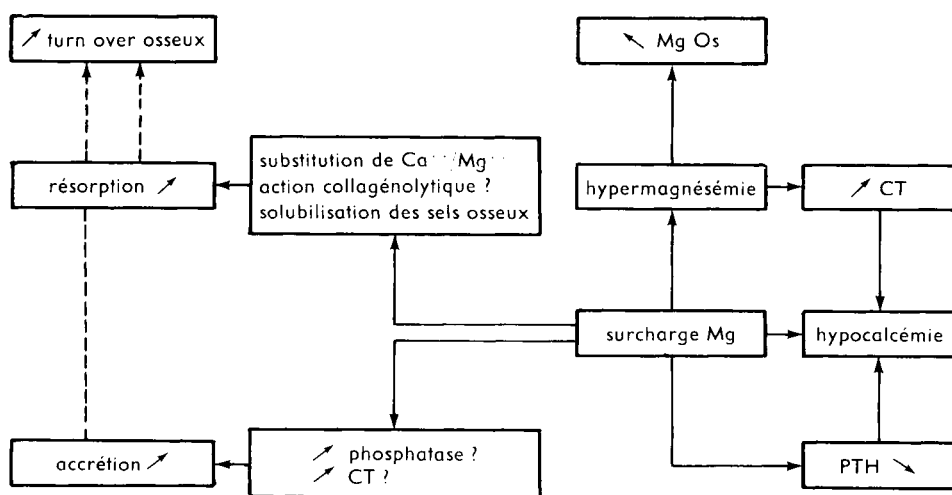 ↗ turn over osseux
↖ Mg Os
résorption ↗
substitution de Ca··/Mg··
action collagénolytique ?
solubilisation des sels osseux
hypermagnésémie
↗ CT
surcharge Mg
hypocalcémie
accrétion ↗
↗ phosphatase ?
↗ CT ?
PTH ↘